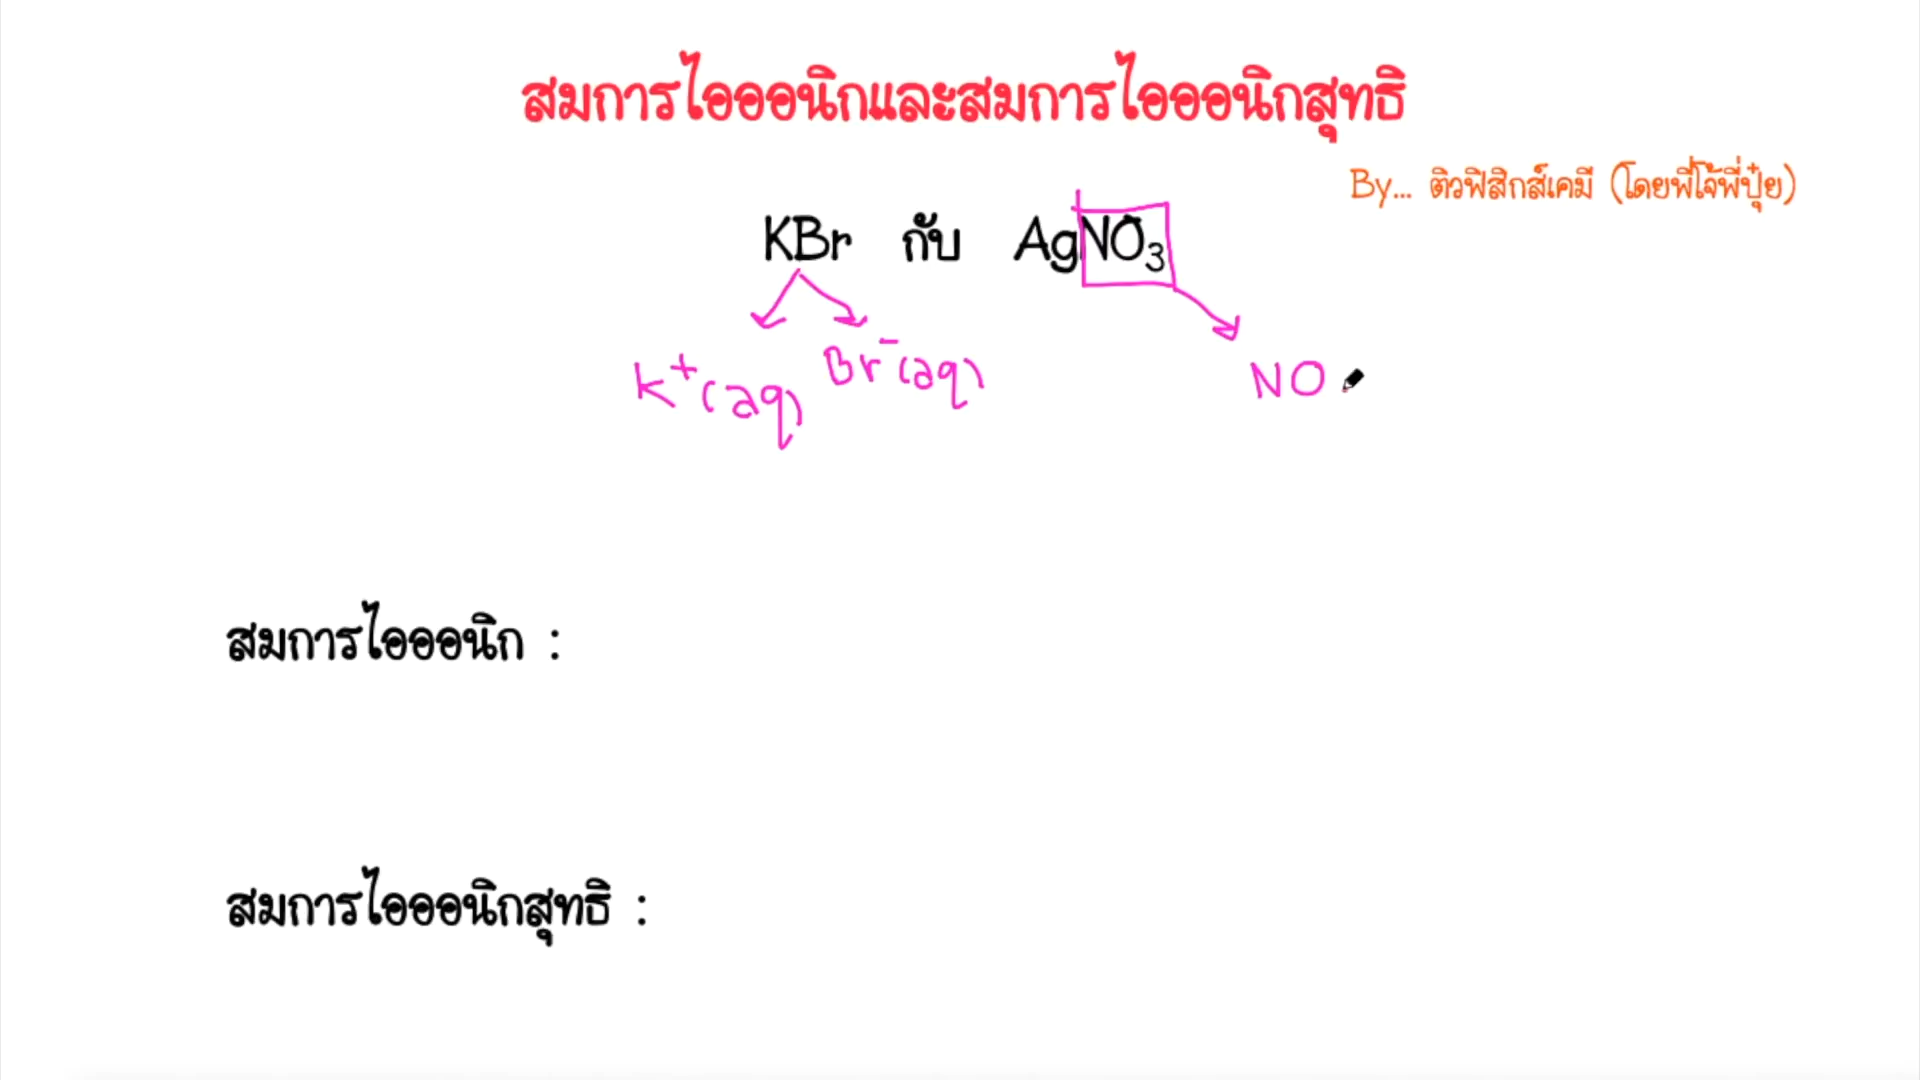 สมการไอออนิกและสมการไอออนิกสุทธิ
By... ติวฟิสิกส์เคมี (โดยพี่โจ้พี่ปุ๋ย)
KBr กับ AgNO₃
K⁺(aq) Br⁻(aq) NO
สมการไอออนิก :
สมการไอออนิกสุทธิ :